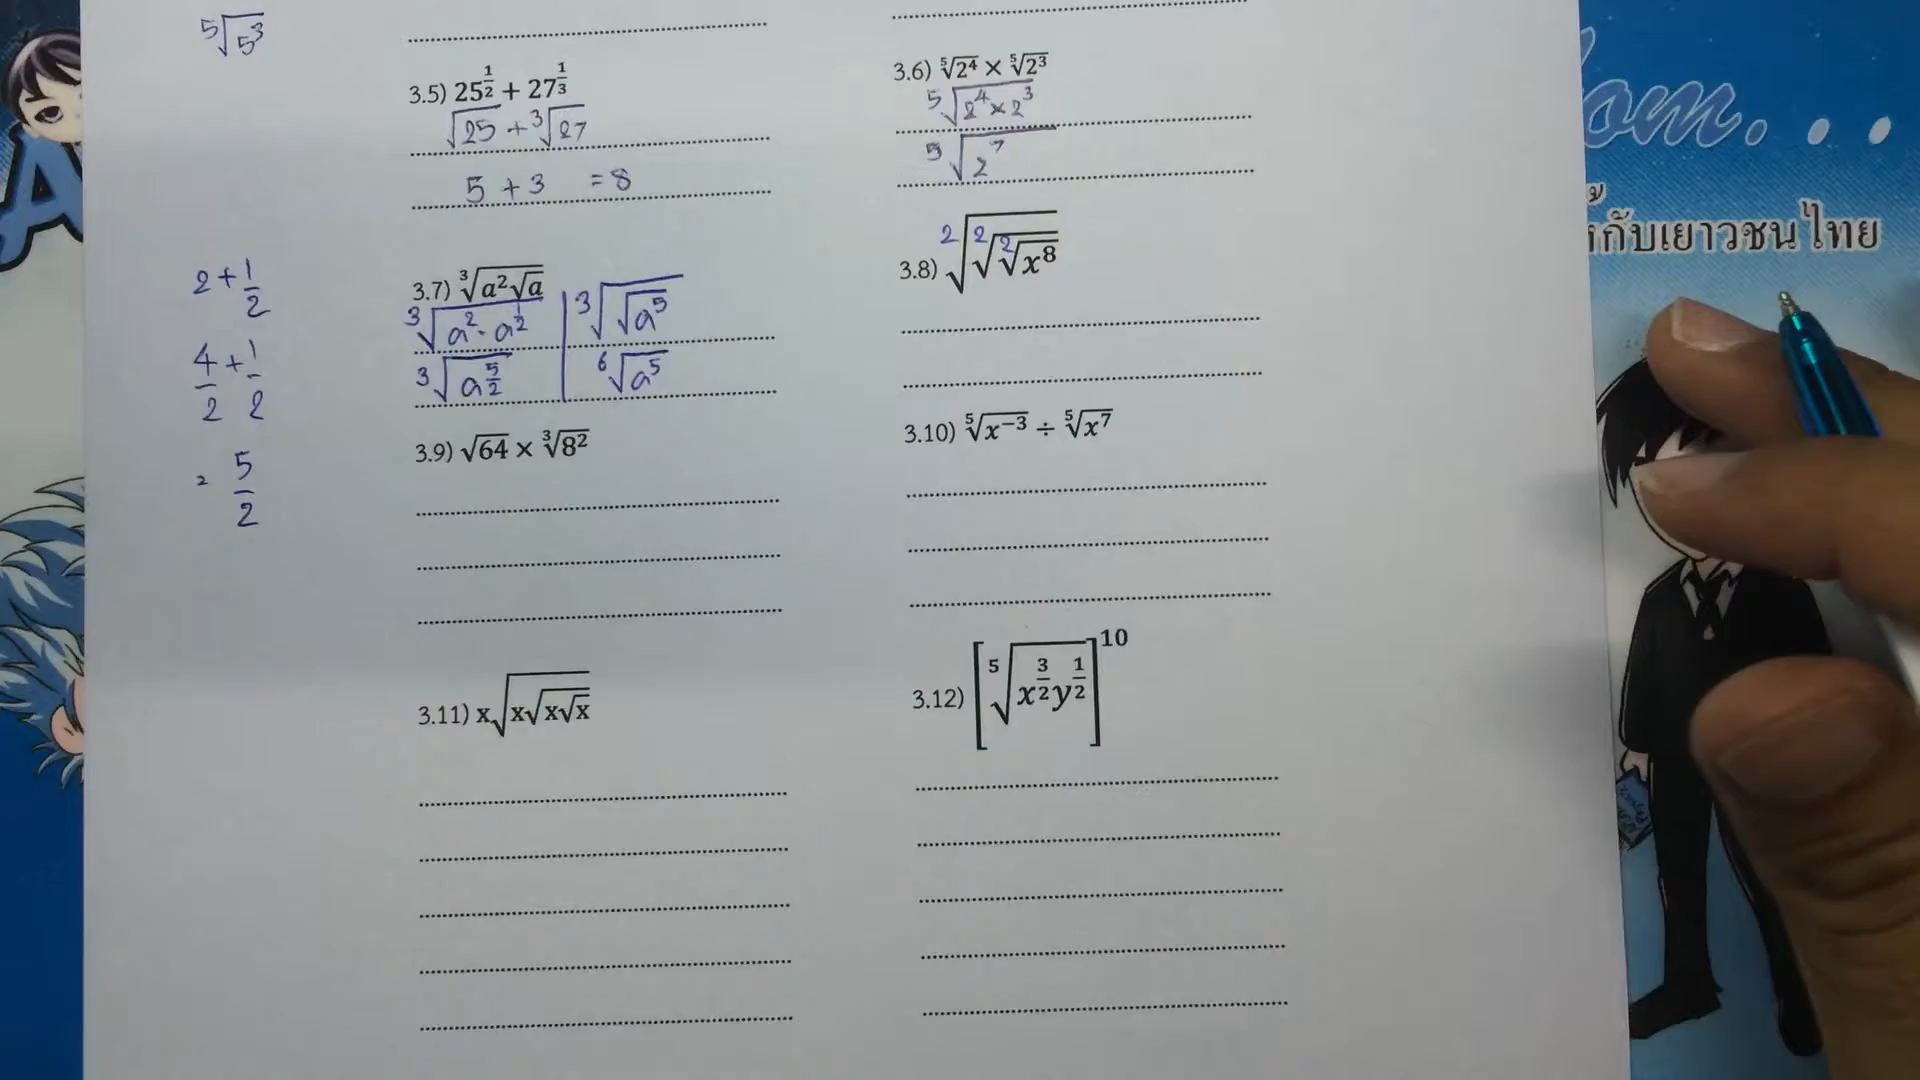 ⁵√5³
3.5) 25^(1/2) + 27^(1/3)
√25 + ³√27
5 + 3 = 8
3.6) ⁵√2⁴ × ⁵√2³
⁵√(2⁴ × 2³)
⁵√2⁷
2 + 1/2
4/2 + 1/2
= 5/2
3.7) ³√(a²√a)
³√(a² · a^(1/2))
³√(a^(5/2))
³√(√a⁵)
⁶√a⁵
3.8) ²√(²√(²√x⁸))
3.9) √64 × ³√8²
3.10) ⁵√x⁻³ ÷ ⁵√x⁷
3.11) x√(x√(x√x))
3.12) [⁵√(x^(3/2) y^(1/2))]^10
om...
กับเยาวชนไทย